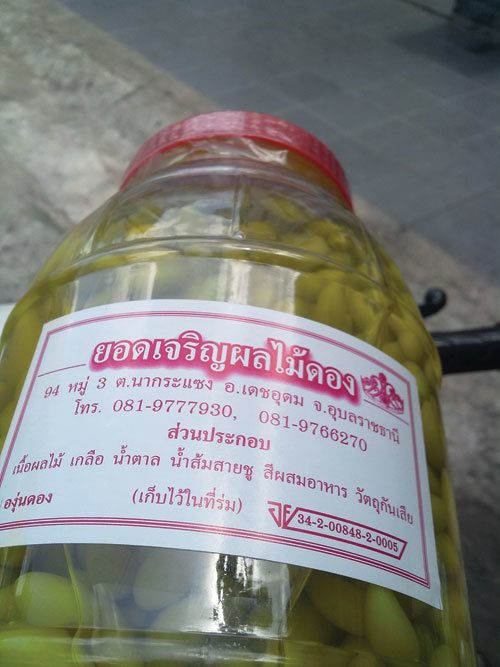 ยอดเจริญผลไม้ดอง
94 หมู่ 3 ต.นากระแซง อ.เดชอุดม จ.อุบลราชธานี
โทร. 081-9777930, 081-9766270
ส่วนประกอบ
เนื้อผลไม้ เกลือ น้ำตาล น้ำส้มสายชู สีผสมอาหาร วัตถุกันเสีย
องุ่นดอง (เก็บไว้ในที่ร่ม) อย 34-2-00848-2-0005